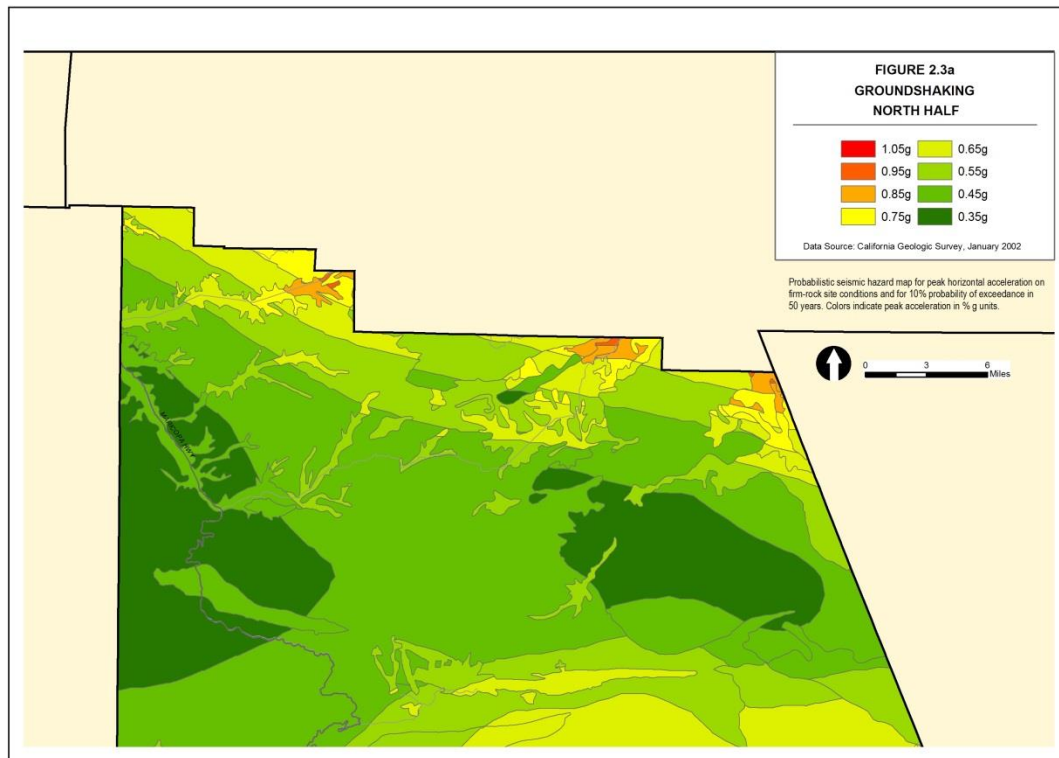 FIGURE 2.3a
GROUNDSHAKING
NORTH HALF
1.05g 0.65g
0.95g 0.55g
0.85g 0.45g
0.75g 0.35g
Data Source: California Geologic Survey, January 2002
Probabilistic seismic hazard map for peak horizontal acceleration on
firm-rock site conditions and for 10% probability of exceedance in
50 years. Colors indicate peak acceleration in % g units.
0 3 6
Miles